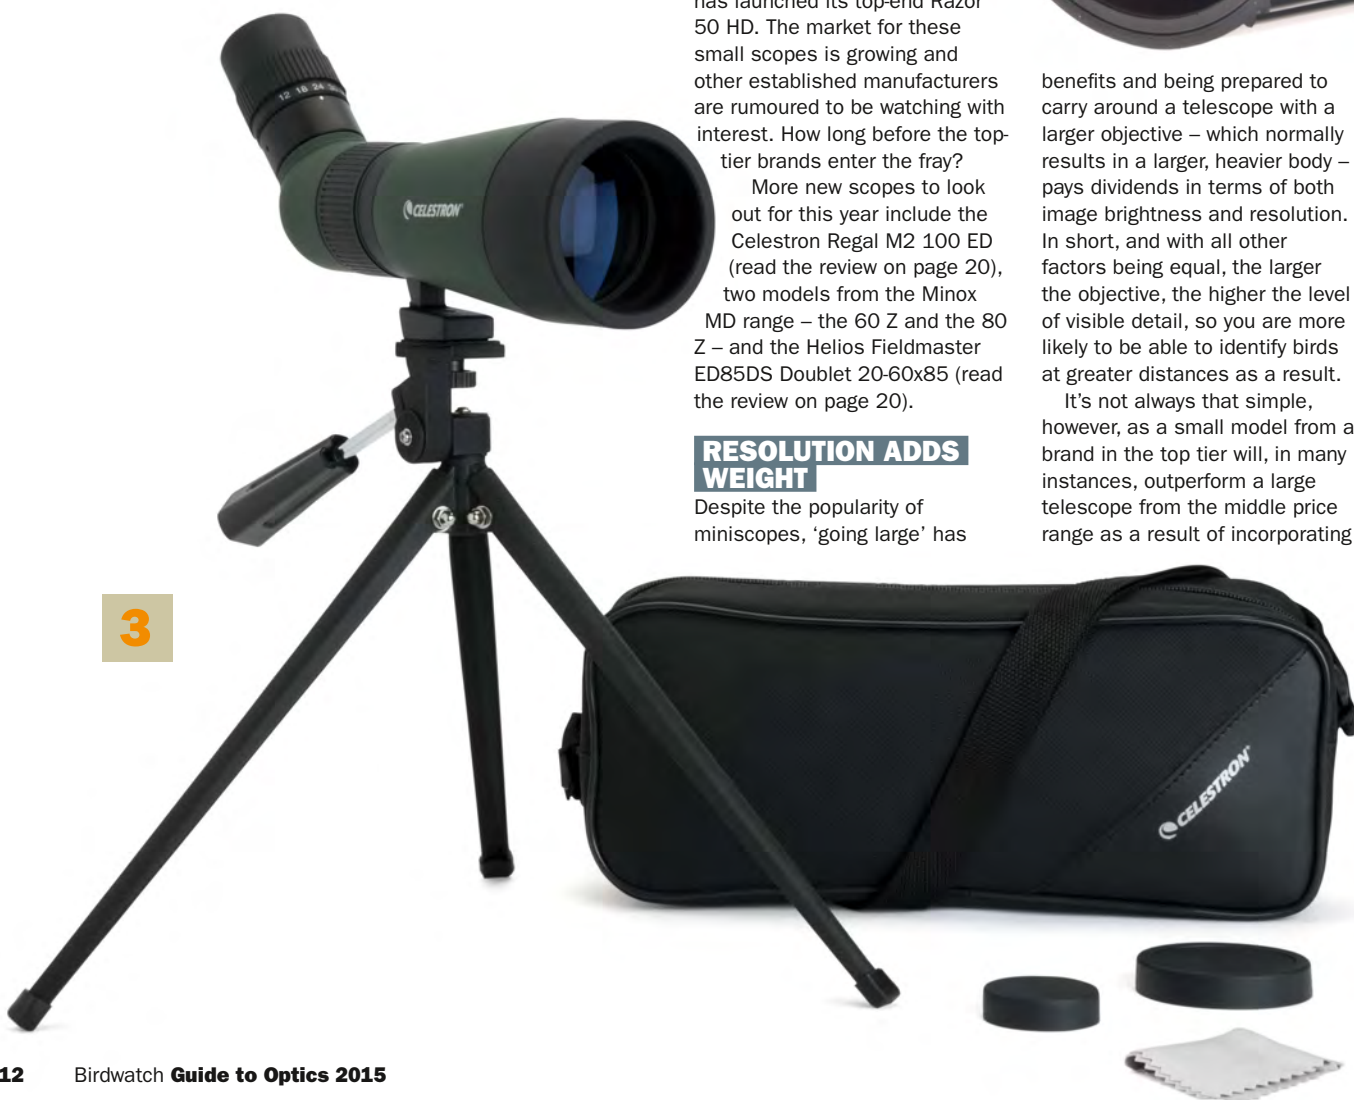 has launched its top-end Razor
50 HD. The market for these
small scopes is growing and
other established manufacturers
are rumoured to be watching with
interest. How long before the top-
tier brands enter the fray?
More new scopes to look
out for this year include the
Celestron Regal M2 100 ED
(read the review on page 20),
two models from the Minox
MD range – the 60 Z and the 80
Z – and the Helios Fieldmaster
ED85DS Doublet 20-60x85 (read
the review on page 20).
RESOLUTION ADDS
WEIGHT
Despite the popularity of
miniscopes, ‘going large’ has
benefits and being prepared to
carry around a telescope with a
larger objective – which normally
results in a larger, heavier body –
pays dividends in terms of both
image brightness and resolution.
In short, and with all other
factors being equal, the larger
the objective, the higher the level
of visible detail, so you are more
likely to be able to identify birds
at greater distances as a result.
It’s not always that simple,
however, as a small model from a
brand in the top tier will, in many
instances, outperform a large
telescope from the middle price
range as a result of incorporating
12 18 24
CELESTRON
3
CELESTRON
12 Birdwatch Guide to Optics 2015